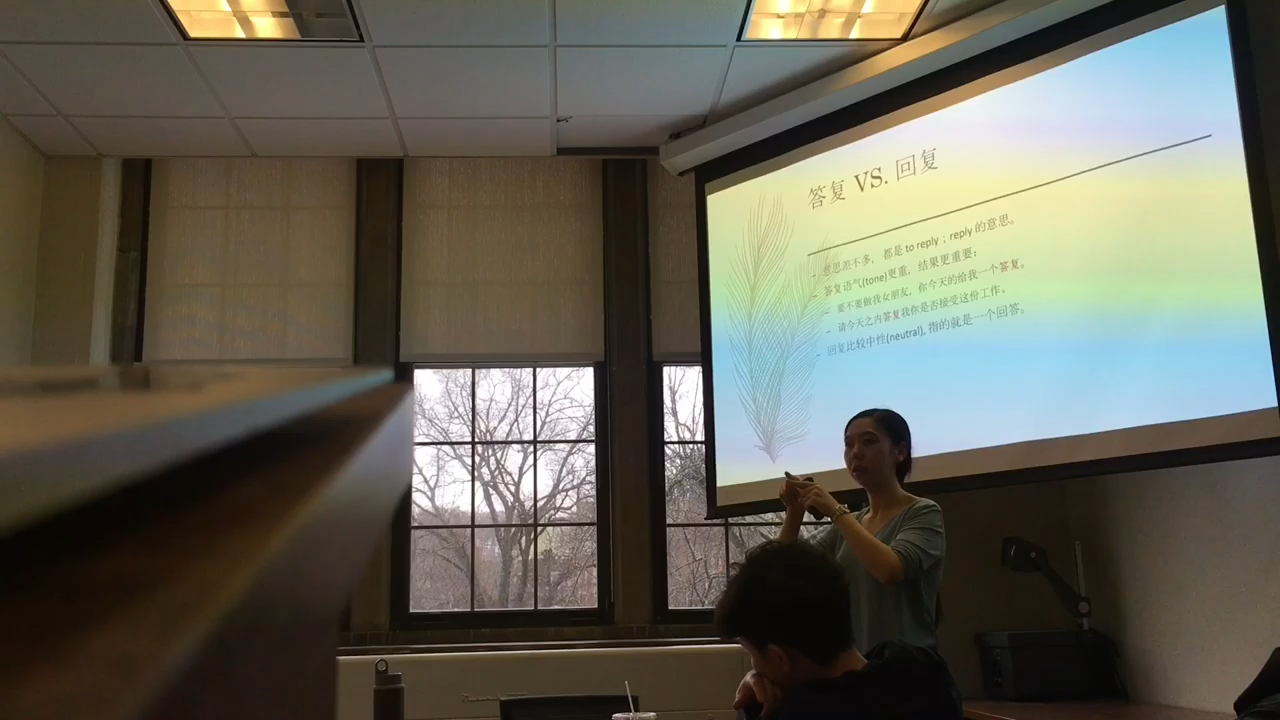 答复 VS. 回复
– 意思差不多，都是 to reply；reply 的意思。
– 答复语气(tone)更重，结果更重要：
– 要不要做我女朋友，你今天的给我一个答复。
– 请今天之内答复我你是否接受这份工作。
– 回复比较中性(neutral), 指的就是一个回答。